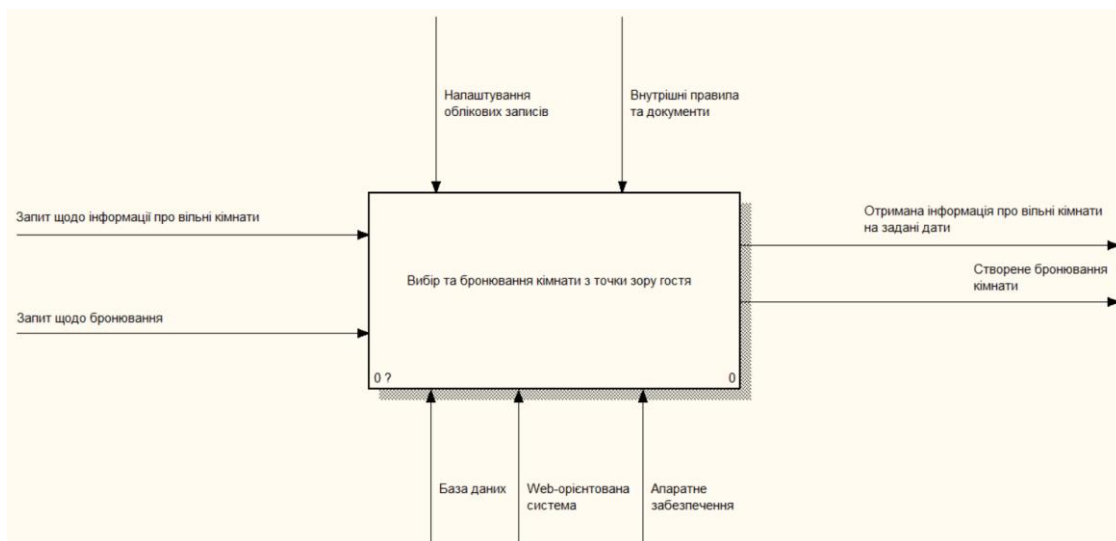 Налаштування
облікових записів
Внутрішні правила
та документи
Запит щодо інформації про вільні кімнати
Отримана інформація про вільні кімнати
на задані дати
Вибір та бронювання кімнати з точки зору гостя
Створене бронювання
кімнати
Запит щодо бронювання
0 ?
0
База даних
Web-орієнтована
система
Апаратне
забезпечення